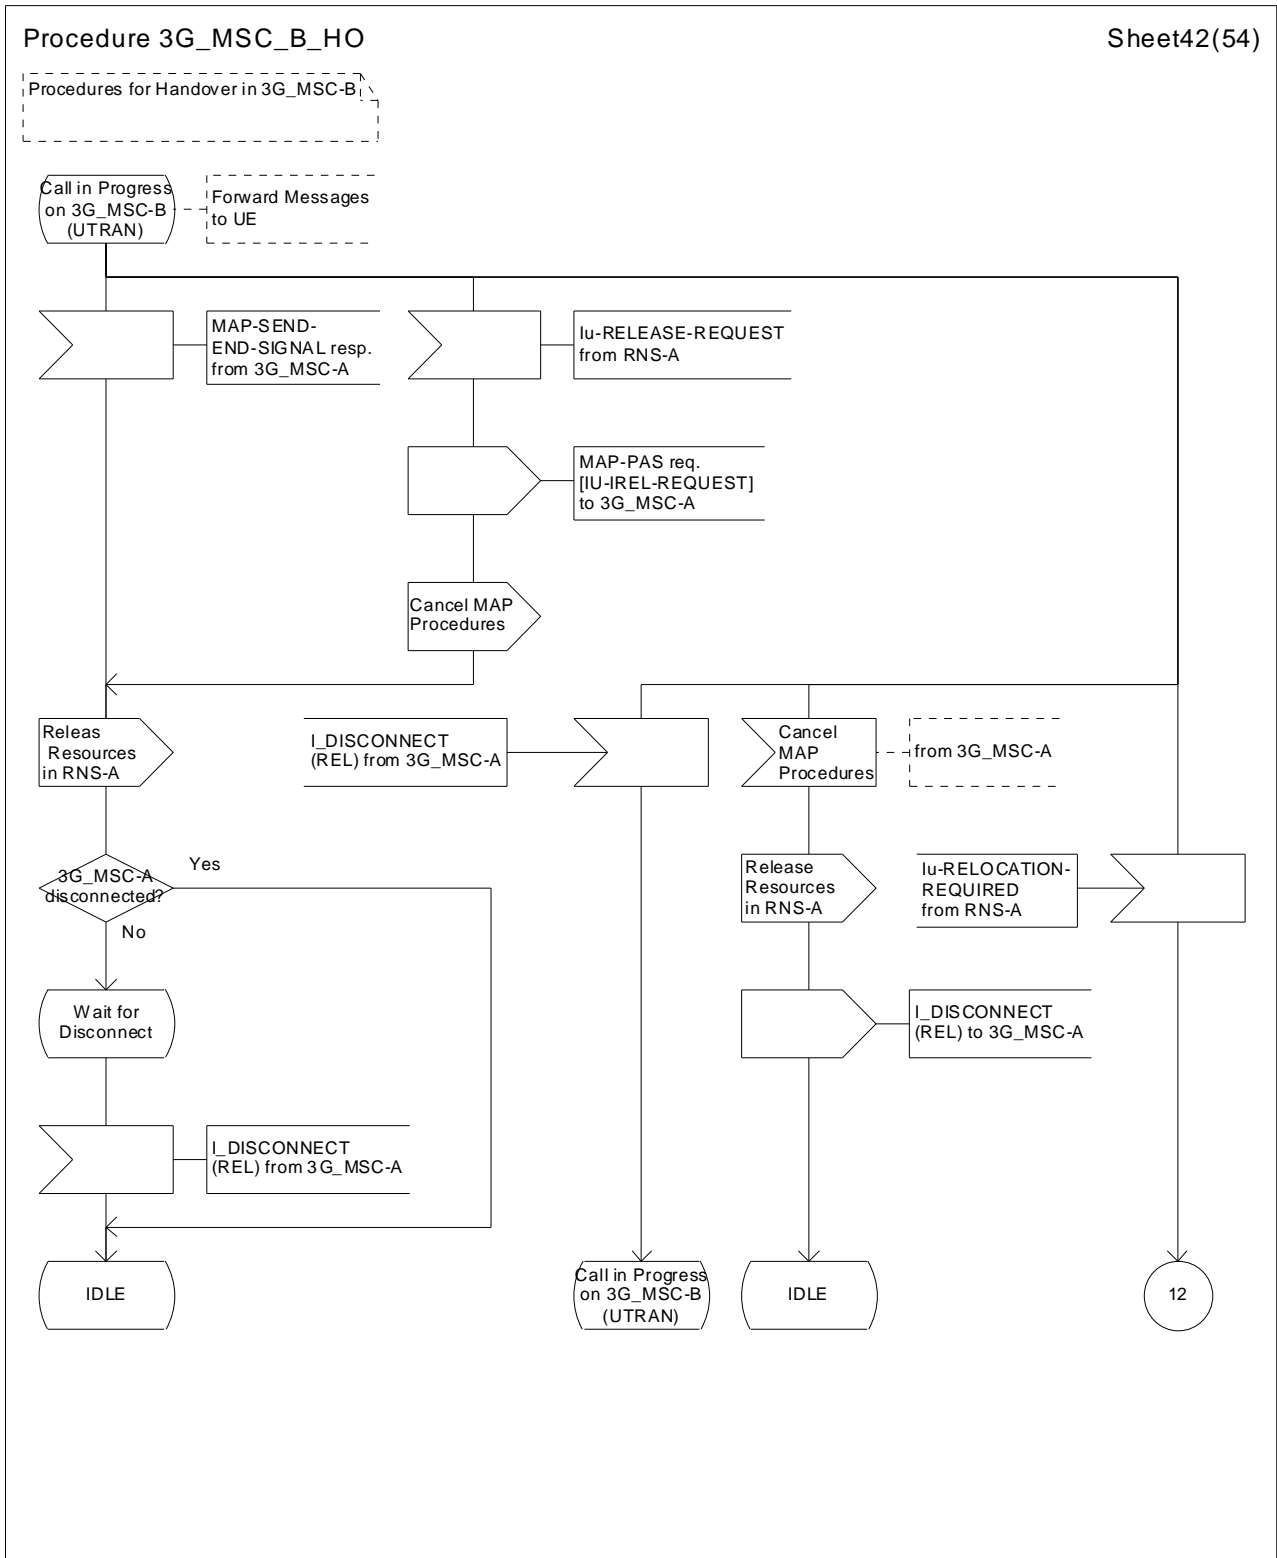 Procedure 3G_MSC_B_HO
Sheet42(54)
Procedures for Handover in 3G_MSC-B
Call in Progress
on 3G_MSC-B
(UTRAN)
Forward Messages
to UE
MAP-SEND-
END-SIGNAL resp.
from 3G_MSC-A
Iu-RELEASE-REQUEST
from RNS-A
MAP-PAS req.
[IU-IREL-REQUEST]
to 3G_MSC-A
Cancel MAP
Procedures
Releas
Resources
in RNS-A
I_DISCONNECT
(REL) from 3G_MSC-A
Cancel
MAP
Procedures
from 3G_MSC-A
3G_MSC-A
disconnected?
Yes
No
Release
Resources
in RNS-A
Iu-RELOCATION-
REQUIRED
from RNS-A
Wait for
Disconnect
I_DISCONNECT
(REL) to 3G_MSC-A
I_DISCONNECT
(REL) from 3G_MSC-A
IDLE
Call in Progress
on 3G_MSC-B
(UTRAN)
IDLE
12